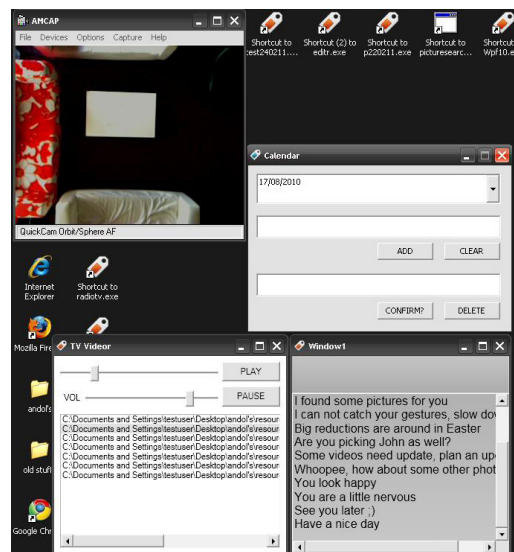 AMCAP
File Devices Options Capture Help
QuickCam Orbit/Sphere AF
Shortcut to
Shortcut (2) to
editr.exe
Shortcut to
p220211.exe
Shortcut to
picturesearc...
Shortcut
Calendar
17/08/2010
ADD CLEAR
CONFIRM? DELETE
Internet
Explorer
Shortcut to
radiotv.exe
Mozilla Fire
andol's
old stuff
Google Chr
TV Videor
PLAY
VOL
PAUSE
C:\Documents and Settings\testuser\Desktop\andol's\resour
C:\Documents and Settings\testuser\Desktop\andol's\resour
C:\Documents and Settings\testuser\Desktop\andol's\resour
C:\Documents and Settings\testuser\Desktop\andol's\resour
C:\Documents and Settings\testuser\Desktop\andol's\resour
C:\Documents and Settings\testuser\Desktop\andol's\resour
C:\Documents and Settings\testuser\Desktop\andol's\resour
Window1
I found some pictures for you
I can not catch your gestures, slow dov
Big reductions are around in Easter
Are you picking John as well?
Some videos need update, plan an up
Whoopee, how about some other phot
You look happy
You are a little nervous
See you later ;)
Have a nice day